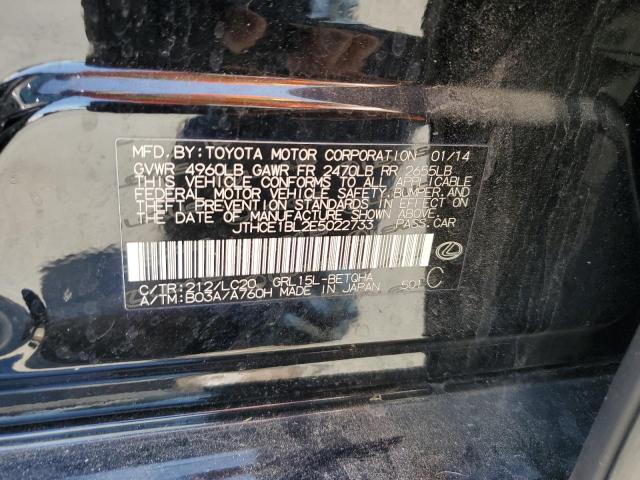 MFD. BY: TOYOTA MOTOR CORPORATION 01/14
GVWR 4960LB GAWR FR 2470LB RR 2655LB
THIS VEHICLE CONFORMS TO ALL APPLICABLE
FEDERAL MOTOR VEHICLE SAFETY, BUMPER, AND
THEFT PREVENTION STANDARDS IN EFFECT ON
THE DATE OF MANUFACTURE SHOWN ABOVE.
JTHCE1BL2E5022733 PASS. CAR
C/TR: 212/LC20 GRL15L-BETQHA
A/TM: B03A/A760H MADE IN JAPAN 501 C